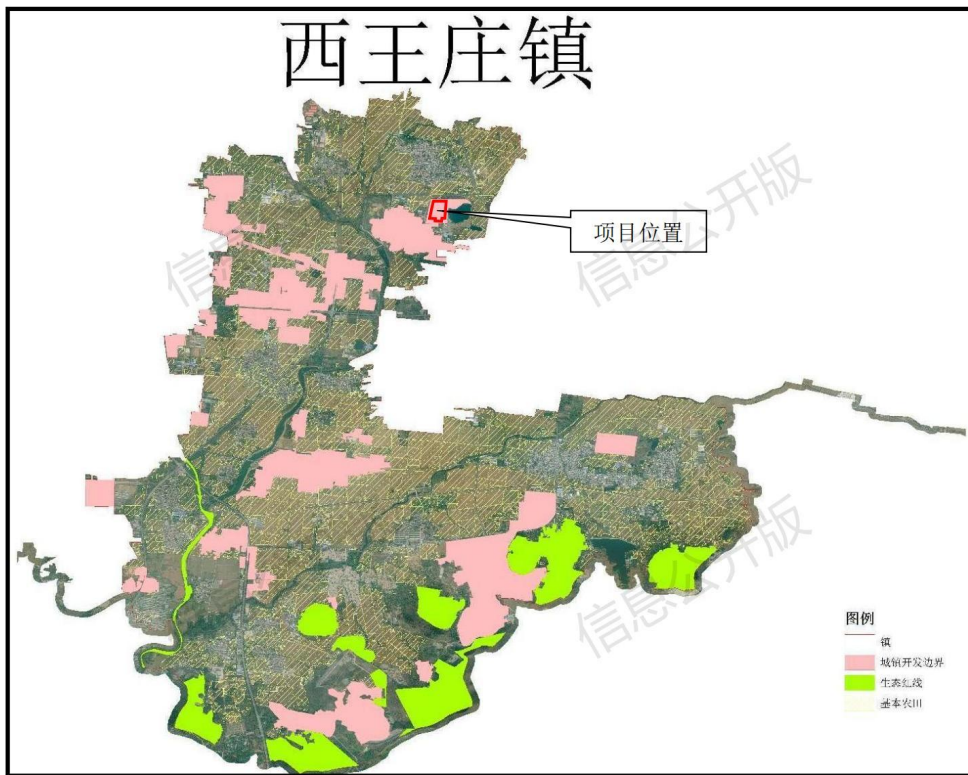 西王庄镇
信息公开版
信息公开版
项目位置
信息公开版
图例
镇
城镇开发边界
生态红线
基本农田